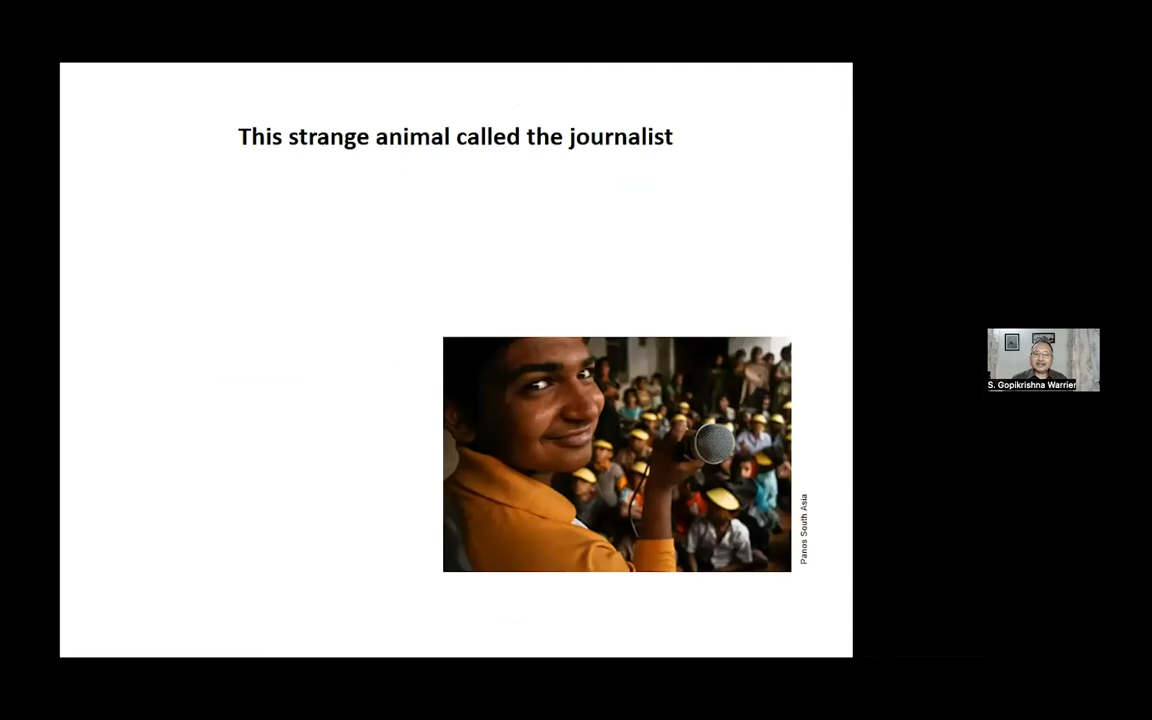 This strange animal called the journalist
Panos South Asia
S. Gopikrishna Warrier